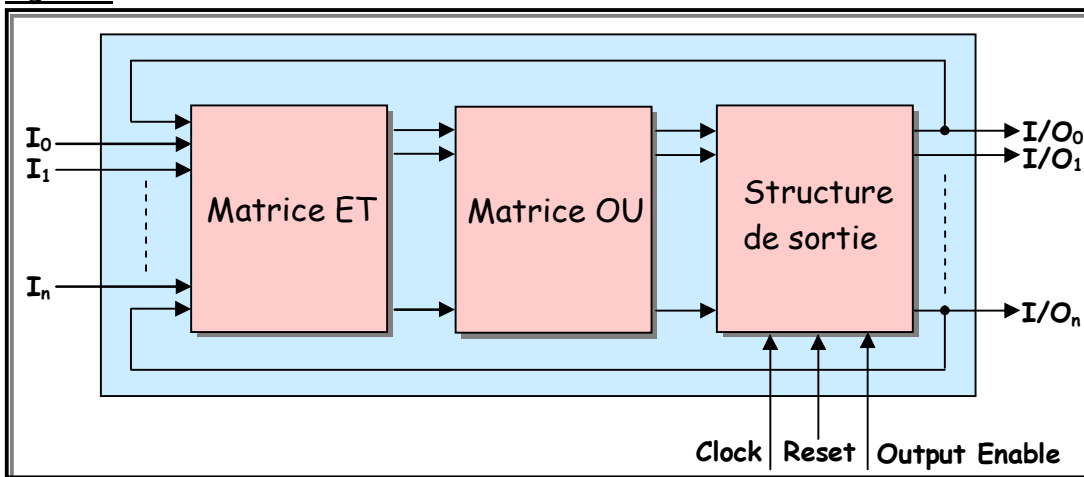 I0
I1
In
Matrice ET
Matrice OU
Structure
de sortie
I/O0
I/O1
I/On
Clock
Reset
Output Enable